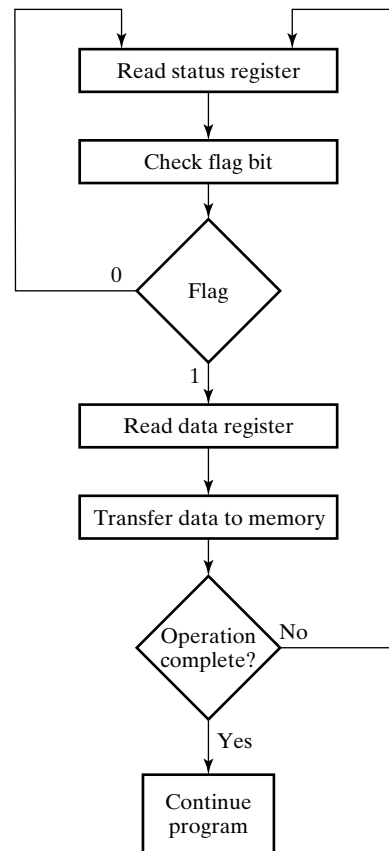 Read status register
Check flag bit
0
Flag
1
Read data register
Transfer data to memory
Operation
complete?
No
Yes
Continue
program